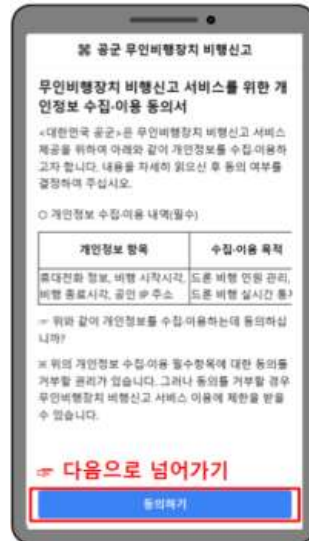 ⌘ 공군 무인비행장치 비행신고
무인비행장치 비행신고 서비스를 위한 개
인정보 수집·이용 동의서
<대한민국 공군>은 무인비행장치 비행신고 서비스
제공을 위하여 아래와 같이 개인정보를 수집·이용하
고자 합니다. 내용을 자세히 읽으신 후 동의 여부를
결정하여 주십시오.
○ 개인정보 수집·이용 내역(필수)
개인정보 항목 수집·이용 목적
휴대전화 정보, 비행 시작시각, 드론 비행 민원 관리,
비행 종료시각, 공인 IP 주소 드론 비행 실시간 통
☞ 위와 같이 개인정보를 수집·이용하는데 동의하십
니까?
※ 위의 개인정보 수집·이용 필수항목에 대한 동의를
거부할 권리가 있습니다. 그러나 동의를 거부할 경우
무인비행장치 비행신고 서비스 이용에 제한을 받을
수 있습니다.
☞ 다음으로 넘어가기
동의하기